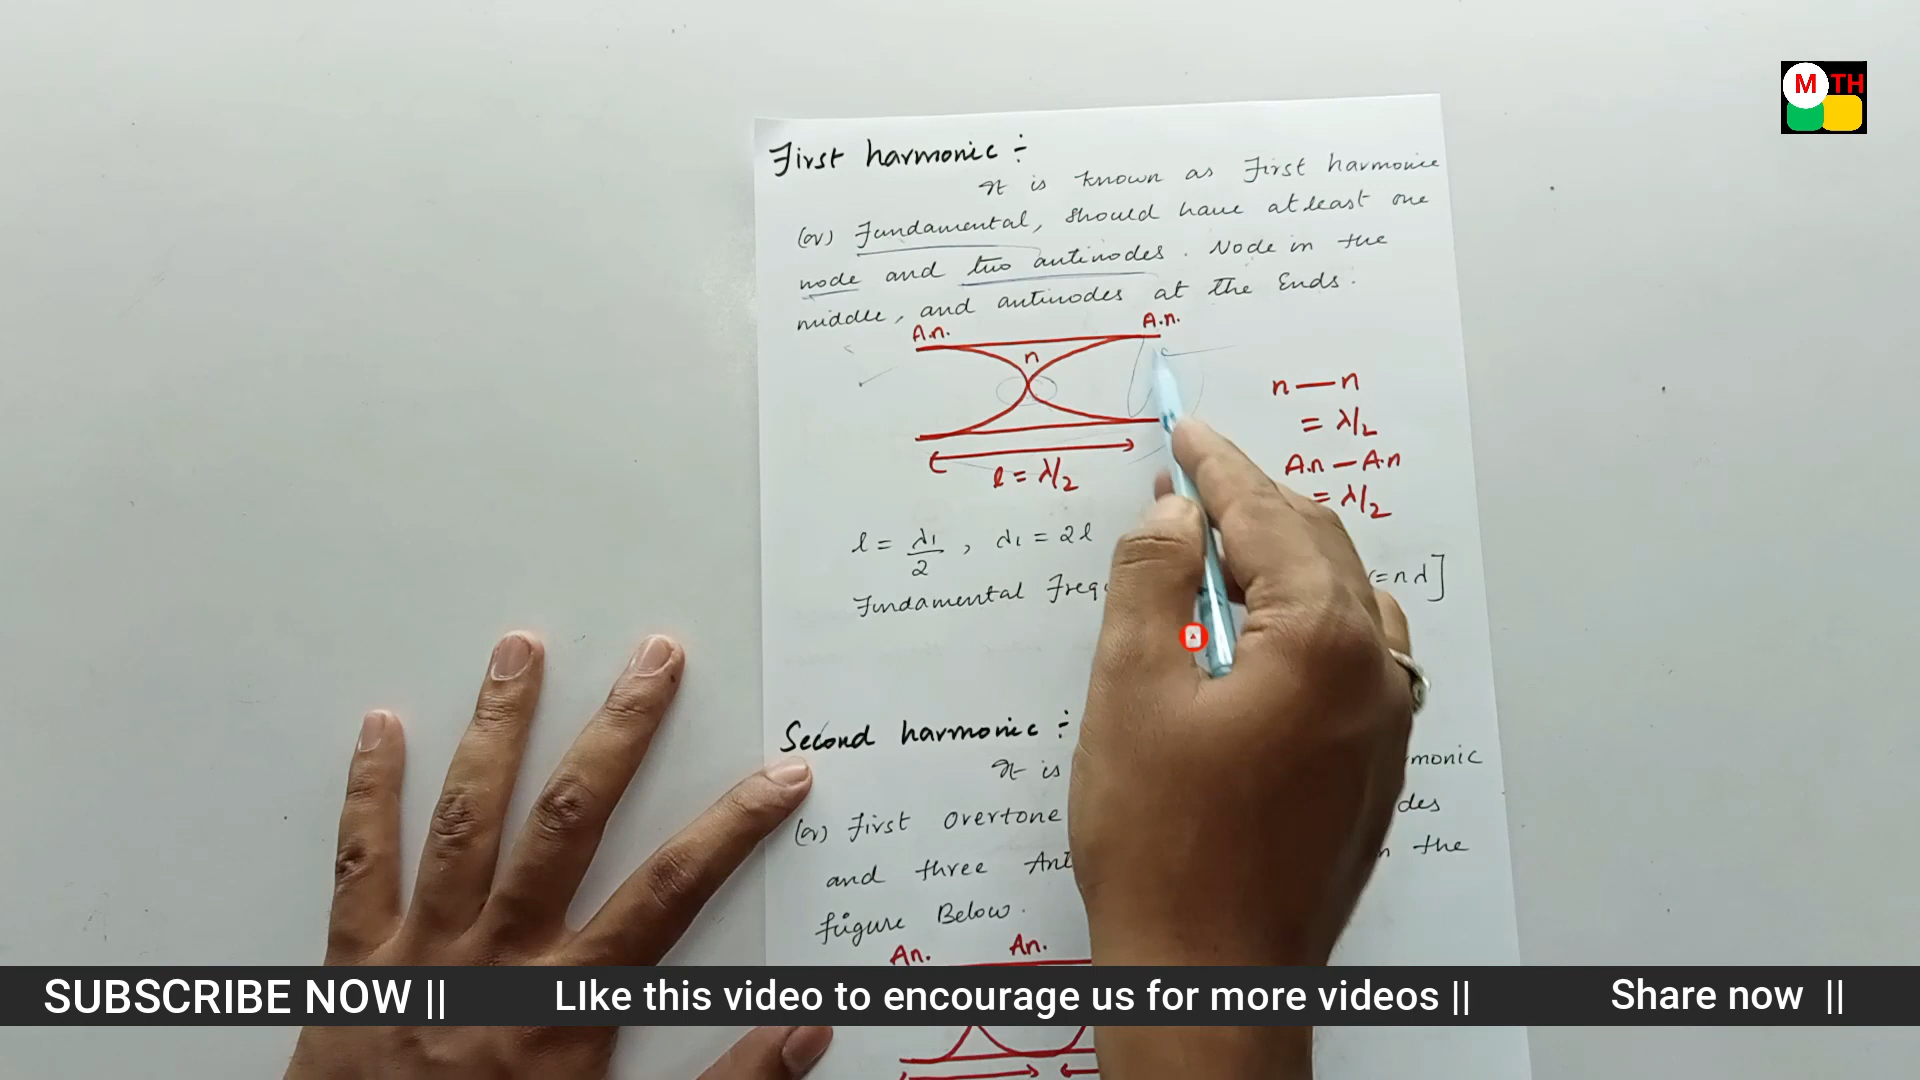 M TH
First harmonic ÷
It is known as First harmonic
(or) Fundamental, should have atleast one
node and two antinodes. Node in the
middle, and antinodes at the Ends.
A.n. A.n.
n
n — n
= λ/2
A.n — A.n
= λ/2
l = λ/2
l = λ1/2, λ1 = 2l
= n λ]
Fundamental Freq
Second harmonic ÷
It is monic
(or) First overtone des
and three Ant the
figure Below.
An. An.
SUBSCRIBE NOW || LIke this video to encourage us for more videos || Share now ||